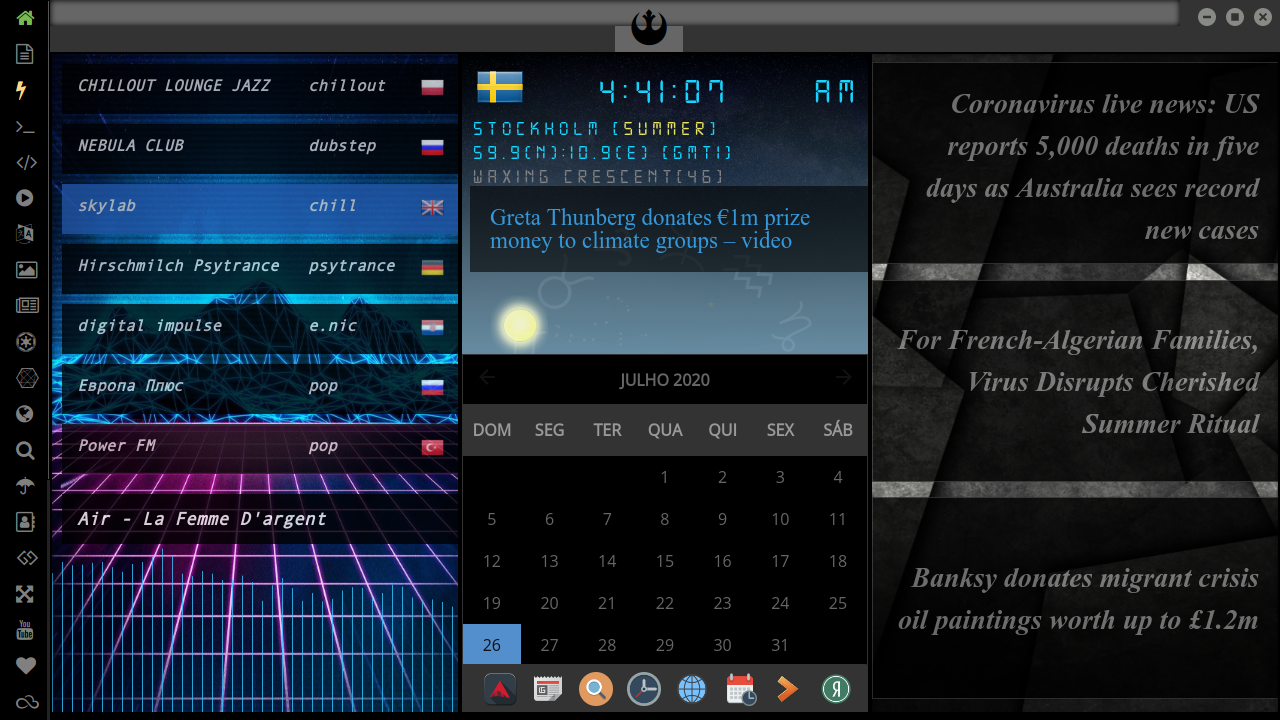 CHILLOUT LOUNGE JAZZ chillout
NEBULA CLUB dubstep
skylab chill
Hirschmilch Psytrance psytrance
digital impulse e.nic
Европа Плюс pop
Power FM pop
Air - La Femme D'argent
You
Tube
4:41:07 AM
STOCKHOLM [SUMMER]
59.9(N):10.9(E) [GMT1]
WAXING CRESCENT[46]
Greta Thunberg donates €1m prize
money to climate groups – video
JULHO 2020
DOM SEG TER QUA QUI SEX SÁB
1 2 3 4
5 6 7 8 9 10 11
12 13 14 15 16 17 18
19 20 21 22 23 24 25
26 27 28 29 30 31
Я
Coronavirus live news: US
reports 5,000 deaths in five
days as Australia sees record
new cases
For French-Algerian Families,
Virus Disrupts Cherished
Summer Ritual
Banksy donates migrant crisis
oil paintings worth up to £1.2m